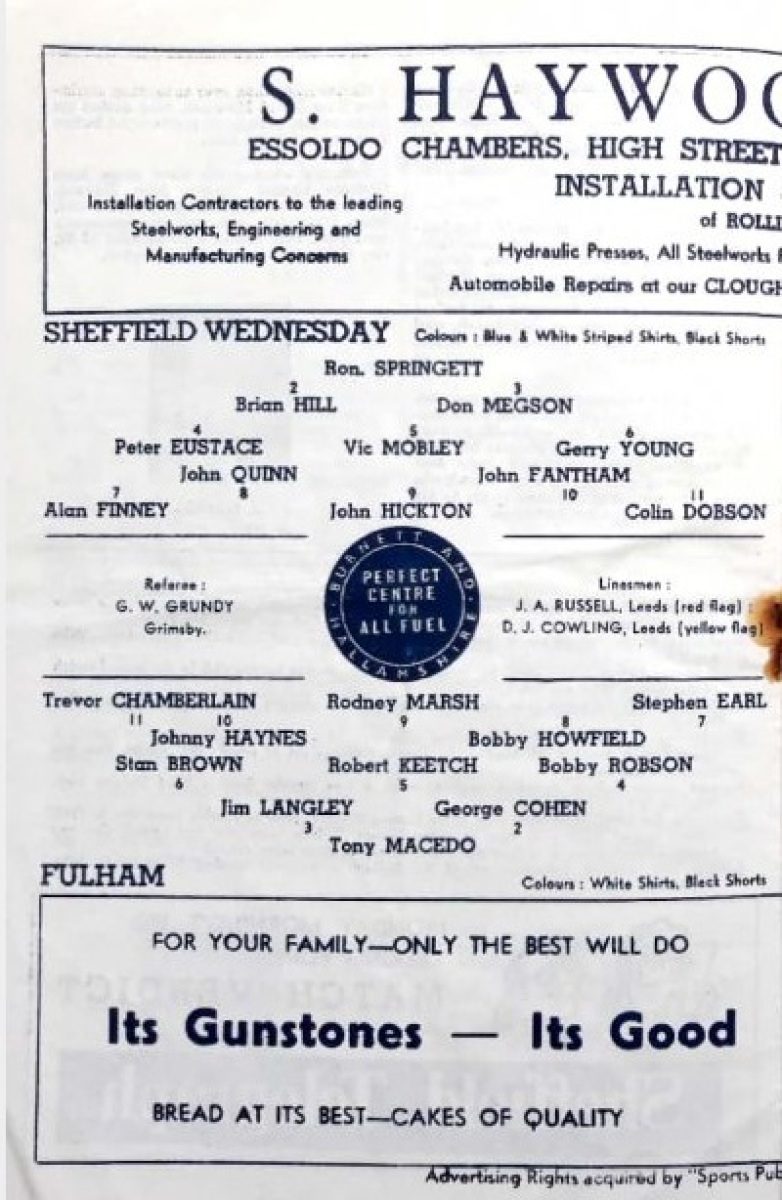 S. HAYWO
ESSOLDO CHAMBERS, HIGH STREET
INSTALLATION
Installation Contractors to the leading
Steelworks, Engineering and
Manufacturing Concerns
of ROLLI
Hydraulic Presses, All Steelworks
Automobile Repairs at our CLOUGH
SHEFFIELD WEDNESDAY Colours : Blue & White Striped Shirts, Black Shorts
Ron. SPRINGETT
2 3
Brian HILL Don MEGSON
4 5 6
Peter EUSTACE Vic MOBLEY Gerry YOUNG
John QUINN John FANTHAM
7 8 9 10 11
Alan FINNEY John HICKTON Colin DOBSON
Referee :
G. W. GRUNDY
Grimsby.
BURNETT AND HALLAMSHIRE
PERFECT
CENTRE
FOR
ALL FUEL
Linesmen :
J. A. RUSSELL, Leeds (red flag)
D. J. COWLING, Leeds (yellow flag)
Trevor CHAMBERLAIN Rodney MARSH Stephen EARL
11 10 9 8 7
Johnny HAYNES Bobby HOWFIELD
Stan BROWN Robert KEETCH Bobby ROBSON
6 5 4
Jim LANGLEY George COHEN
3 2
Tony MACEDO
FULHAM Colours : White Shirts, Black Shorts
FOR YOUR FAMILY—ONLY THE BEST WILL DO
Its Gunstones — Its Good
BREAD AT ITS BEST—CAKES OF QUALITY
Advertising Rights acquired by "Sports Pub